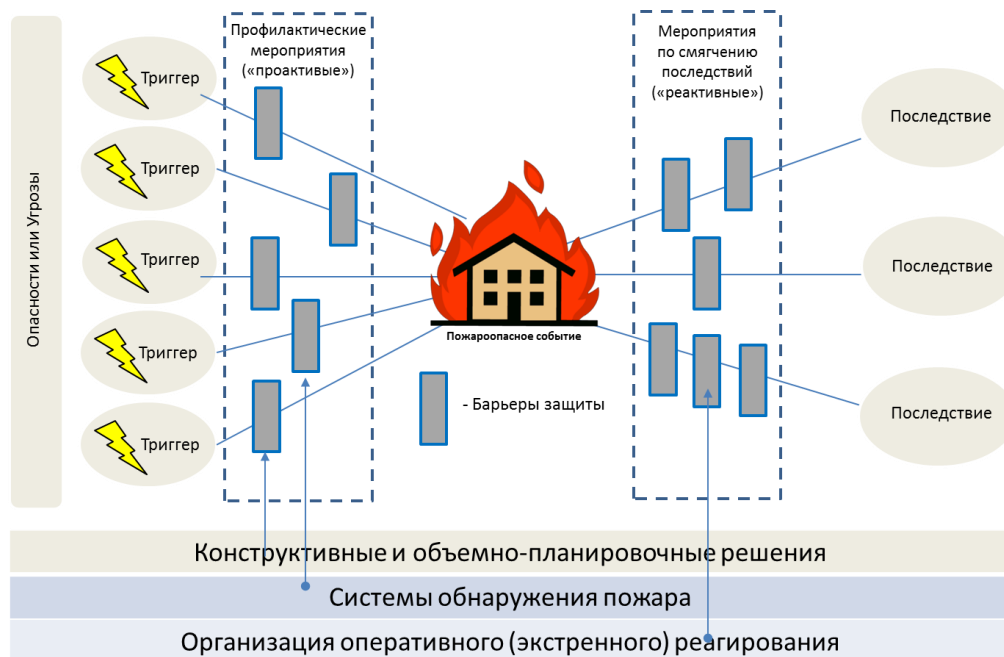 Опасности или Угрозы
Триггер
Триггер
Триггер
Триггер
Триггер
Профилактические
мероприятия
(«проактивые»)
Пожароопасное событие
- Барьеры защиты
Мероприятия
по смягчению
последствий
(«реактивные»)
Последствие
Последствие
Последствие
Конструктивные и объемно-планировочные решения
Системы обнаружения пожара
Организация оперативного (экстренного) реагирования